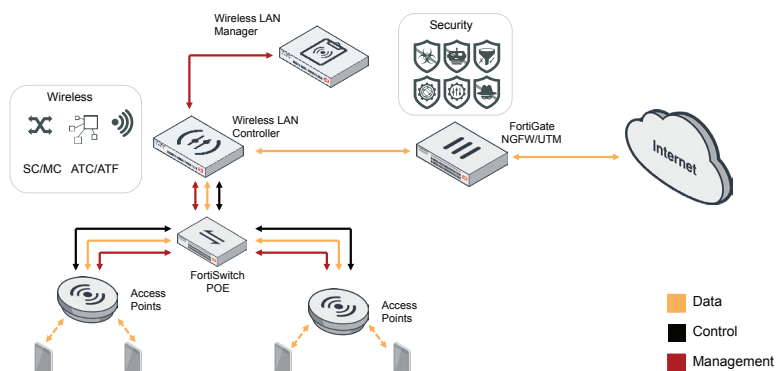 Wireless LAN
Manager
Security
Wireless
SC/MC ATC/ATF
Wireless LAN
Controller
FortiGate
NGFW/UTM
Internet
FortiSwitch
POE
Access
Points
Access
Points
Data
Control
Management